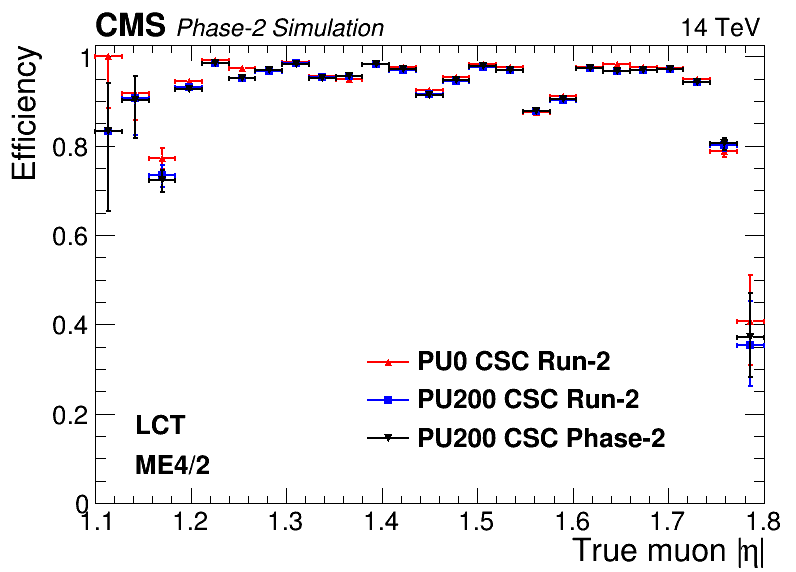 CMS Phase-2 Simulation 14 TeV
Efficiency
1
0.8
0.6
0.4
0.2
0
PU0 CSC Run-2
PU200 CSC Run-2
PU200 CSC Phase-2
LCT
ME4/2
1.1 1.2 1.3 1.4 1.5 1.6 1.7 1.8
True muon |η|